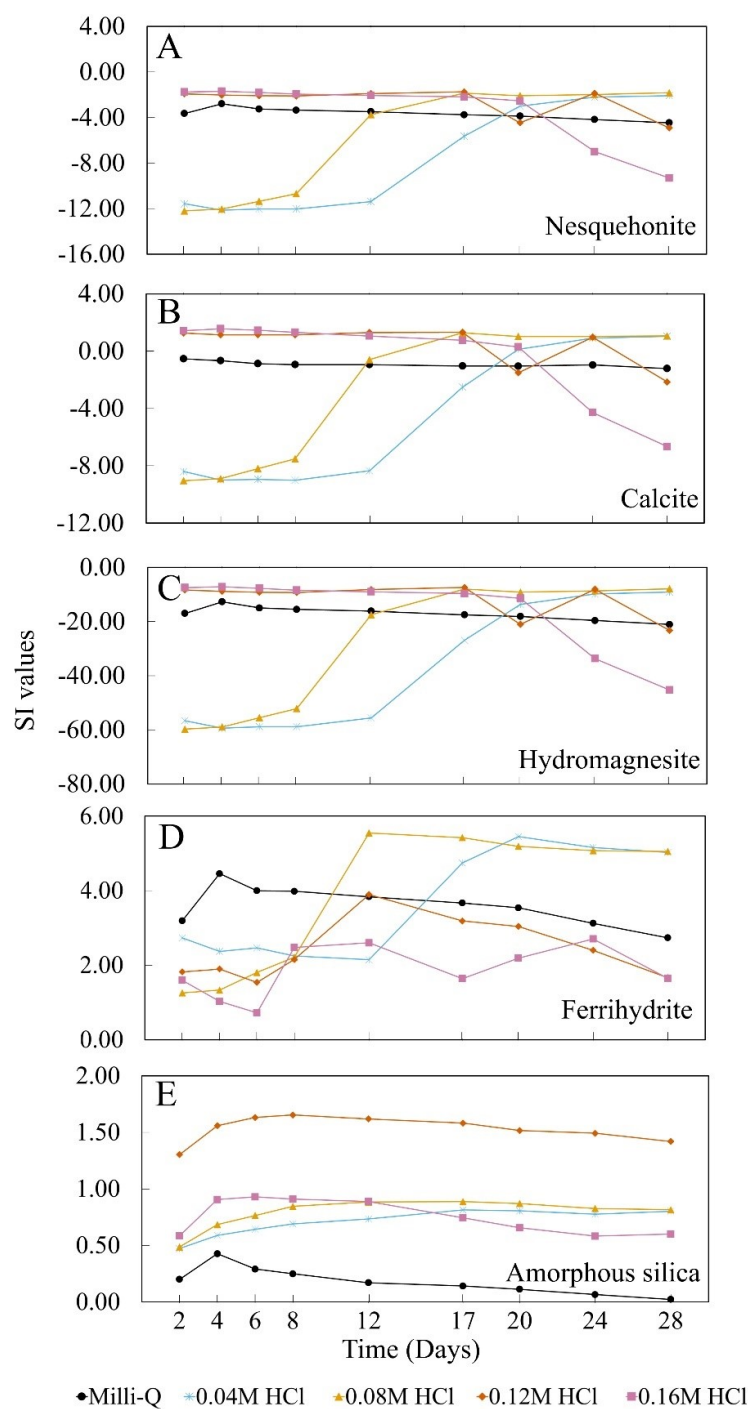 4.00
A
0.00
-4.00
-8.00
-12.00
Nesquehonite
-16.00
4.00
B
0.00
-4.00
-8.00
Calcite
-12.00
0.00
C
-20.00
-40.00
-60.00
Hydromagnesite
-80.00
SI values
6.00
D
4.00
2.00
Ferrihydrite
0.00
2.00
E
1.50
1.00
0.50
Amorphous silica
0.00
2 4 6 8 12 17 20 24 28
Time (Days)
Milli-Q 0.04M HCl 0.08M HCl 0.12M HCl 0.16M HCl